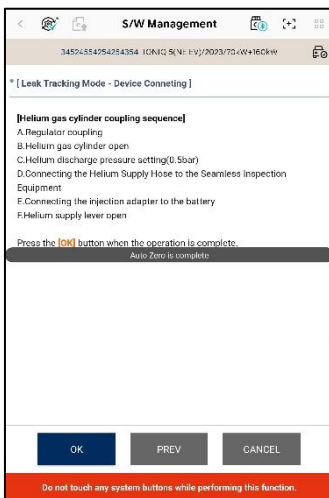 S/W Management
34524554254254354 IONIQ 5(NE EV)/2023/70kW+160kW
* [ Leak Tracking Mode - Device Conneting ]
[Helium gas cylinder coupling sequence]
A.Regulator coupling
B.Helium gas cylinder open
C.Helium discharge pressure setting(0.5bar)
D.Connecting the Helium Supply Hose to the Seamless Inspection
Equipment
E.Connecting the injection adapter to the battery
F.Helium supply lever open
Press the [OK] button when the operation is complete.
Auto Zero is complete
OK PREV CANCEL
Do not touch any system buttons while performing this function.